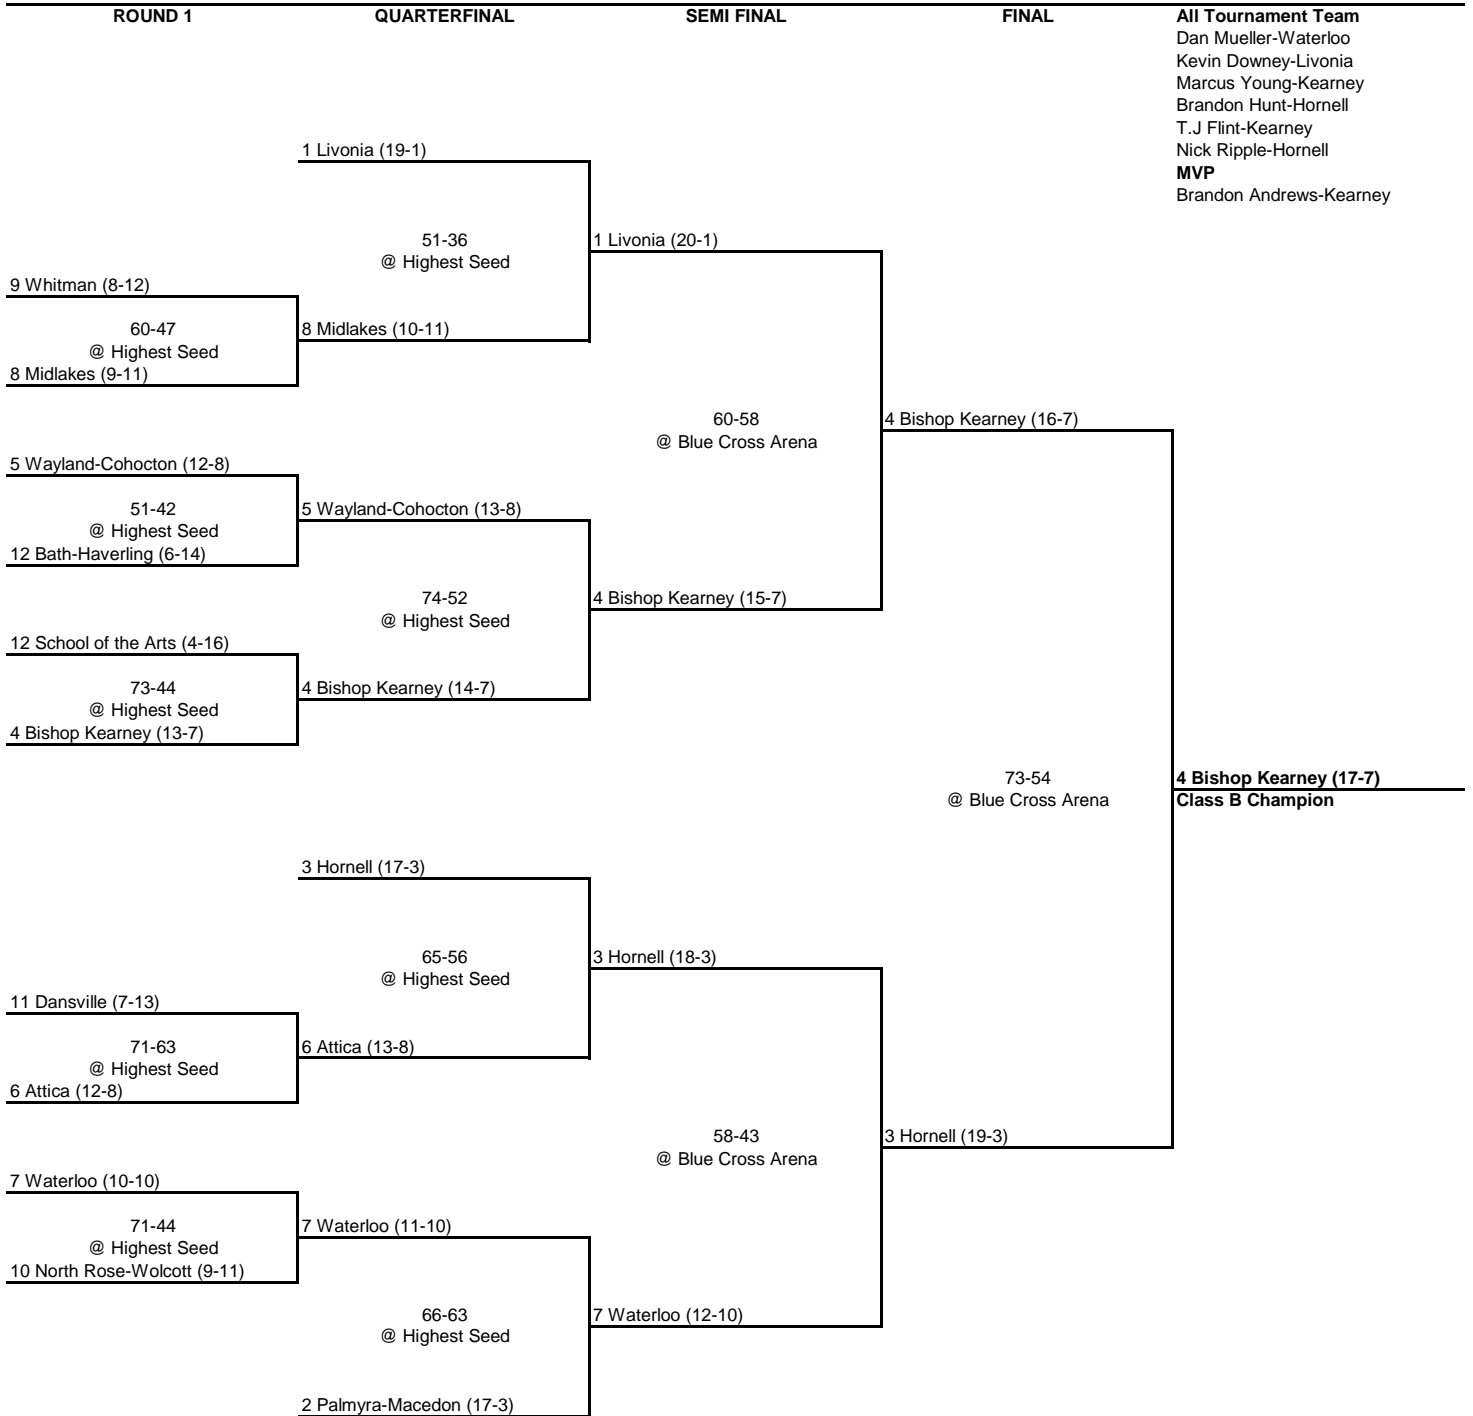 ROUND 1
QUARTERFINAL
SEMI FINAL
FINAL
All Tournament Team
Dan Mueller-Waterloo
Kevin Downey-Livonia
Marcus Young-Kearney
Brandon Hunt-Hornell
T.J Flint-Kearney
Nick Ripple-Hornell
MVP
Brandon Andrews-Kearney
1 Livonia (19-1)
51-36
@ Highest Seed
1 Livonia (20-1)
9 Whitman (8-12)
60-47
@ Highest Seed
8 Midlakes (10-11)
8 Midlakes (9-11)
60-58
@ Blue Cross Arena
4 Bishop Kearney (16-7)
5 Wayland-Cohocton (12-8)
51-42
@ Highest Seed
5 Wayland-Cohocton (13-8)
12 Bath-Haverling (6-14)
74-52
@ Highest Seed
4 Bishop Kearney (15-7)
12 School of the Arts (4-16)
73-44
@ Highest Seed
4 Bishop Kearney (14-7)
4 Bishop Kearney (13-7)
73-54
@ Blue Cross Arena
4 Bishop Kearney (17-7)
Class B Champion
3 Hornell (17-3)
65-56
@ Highest Seed
3 Hornell (18-3)
11 Dansville (7-13)
71-63
@ Highest Seed
6 Attica (13-8)
6 Attica (12-8)
58-43
@ Blue Cross Arena
3 Hornell (19-3)
7 Waterloo (10-10)
71-44
@ Highest Seed
7 Waterloo (11-10)
10 North Rose-Wolcott (9-11)
66-63
@ Highest Seed
7 Waterloo (12-10)
2 Palmyra-Macedon (17-3)